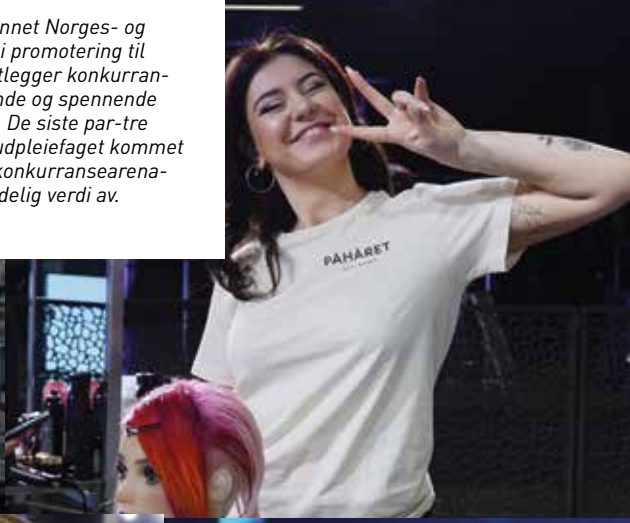 nnet Norges- og
i promotering til
tlegger konkurran-
nde og spennende
De siste par-tre
udpleiefaget kommet
konkurransearena-
delig verdi av.
PÅHÅRET